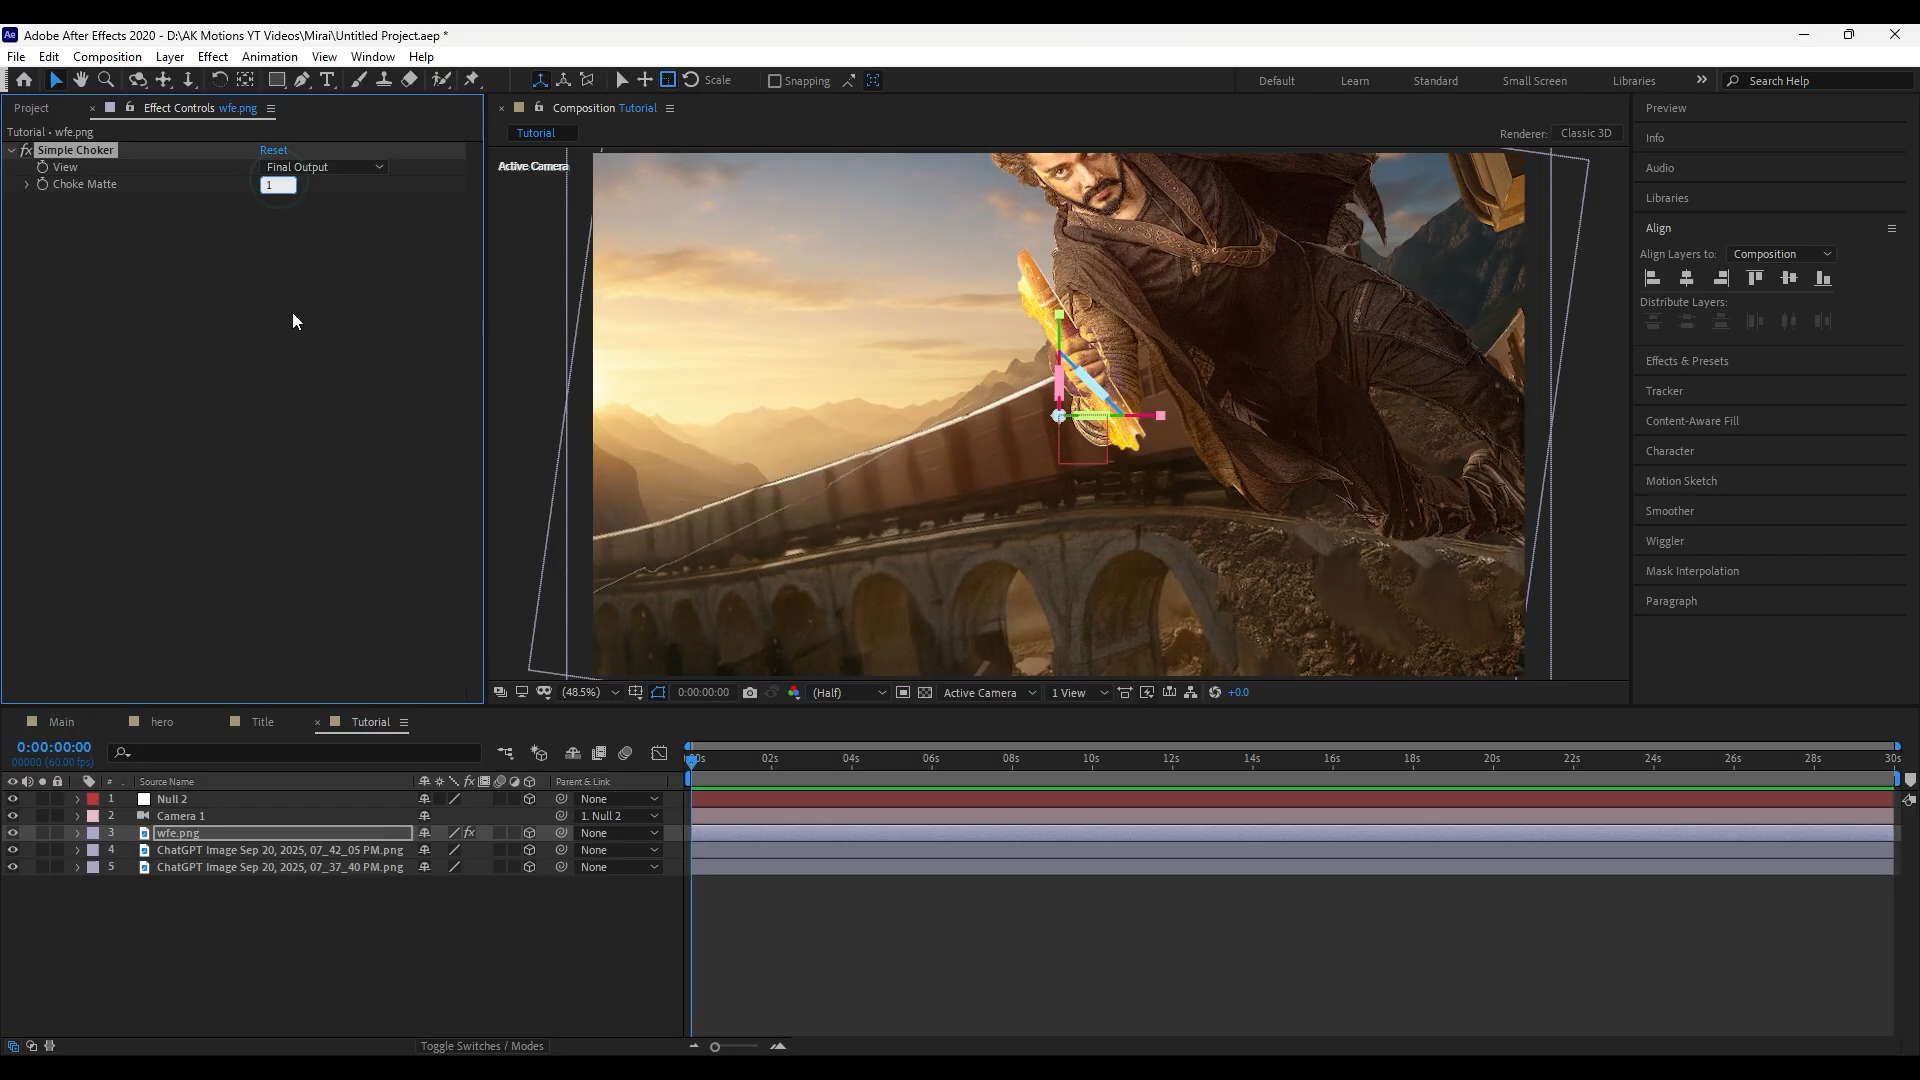 Ae Adobe After Effects 2020 - D:\AK Motions YT Videos\Mirai\Untitled Project.aep *
File Edit Composition Layer Effect Animation View Window Help
Scale Snapping Default Learn Standard Small Screen Libraries Search Help
Project Effect Controls wfe.png Composition Tutorial Preview
Tutorial • wfe.png Tutorial Renderer: Classic 3D Info
fx Simple Choker Reset
View Final Output Active Camera Audio
Choke Matte 1
Libraries
Align
Align Layers to: Composition
Distribute Layers:
Effects & Presets
Tracker
Content-Aware Fill
Character
Motion Sketch
Smoother
Wiggler
Mask Interpolation
Paragraph
(48.5%) 0:00:00:00 (Half) Active Camera 1 View +0.0
Main hero Title Tutorial
0:00:00:00
00000 (60.00 fps)
02s 04s 06s 08s 10s 12s 14s 16s 18s 20s 22s 24s 26s 28s 30s
# Source Name fx Parent & Link
1 Null 2 None
2 Camera 1 1. Null 2
3 wfe.png fx None
4 ChatGPT Image Sep 20, 2025, 07_42_05 PM.png None
5 ChatGPT Image Sep 20, 2025, 07_37_40 PM.png None
Toggle Switches / Modes